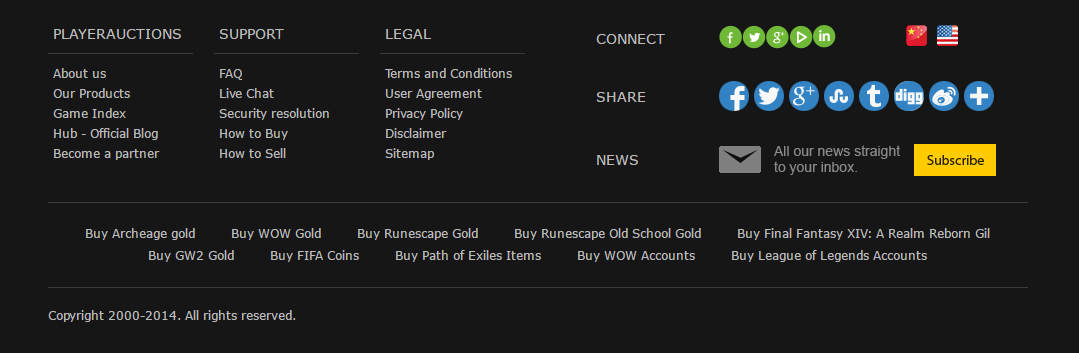 PLAYERAUCTIONS
About us
Our Products
Game Index
Hub - Official Blog
Become a partner
SUPPORT
FAQ
Live Chat
Security resolution
How to Buy
How to Sell
LEGAL
Terms and Conditions
User Agreement
Privacy Policy
Disclaimer
Sitemap
CONNECT
f g+ in
SHARE
f g+ t digg
NEWS
All our news straight
to your inbox.
Subscribe
Buy Archeage gold Buy WOW Gold Buy Runescape Gold Buy Runescape Old School Gold Buy Final Fantasy XIV: A Realm Reborn Gil
Buy GW2 Gold Buy FIFA Coins Buy Path of Exiles Items Buy WOW Accounts Buy League of Legends Accounts
Copyright 2000-2014. All rights reserved.